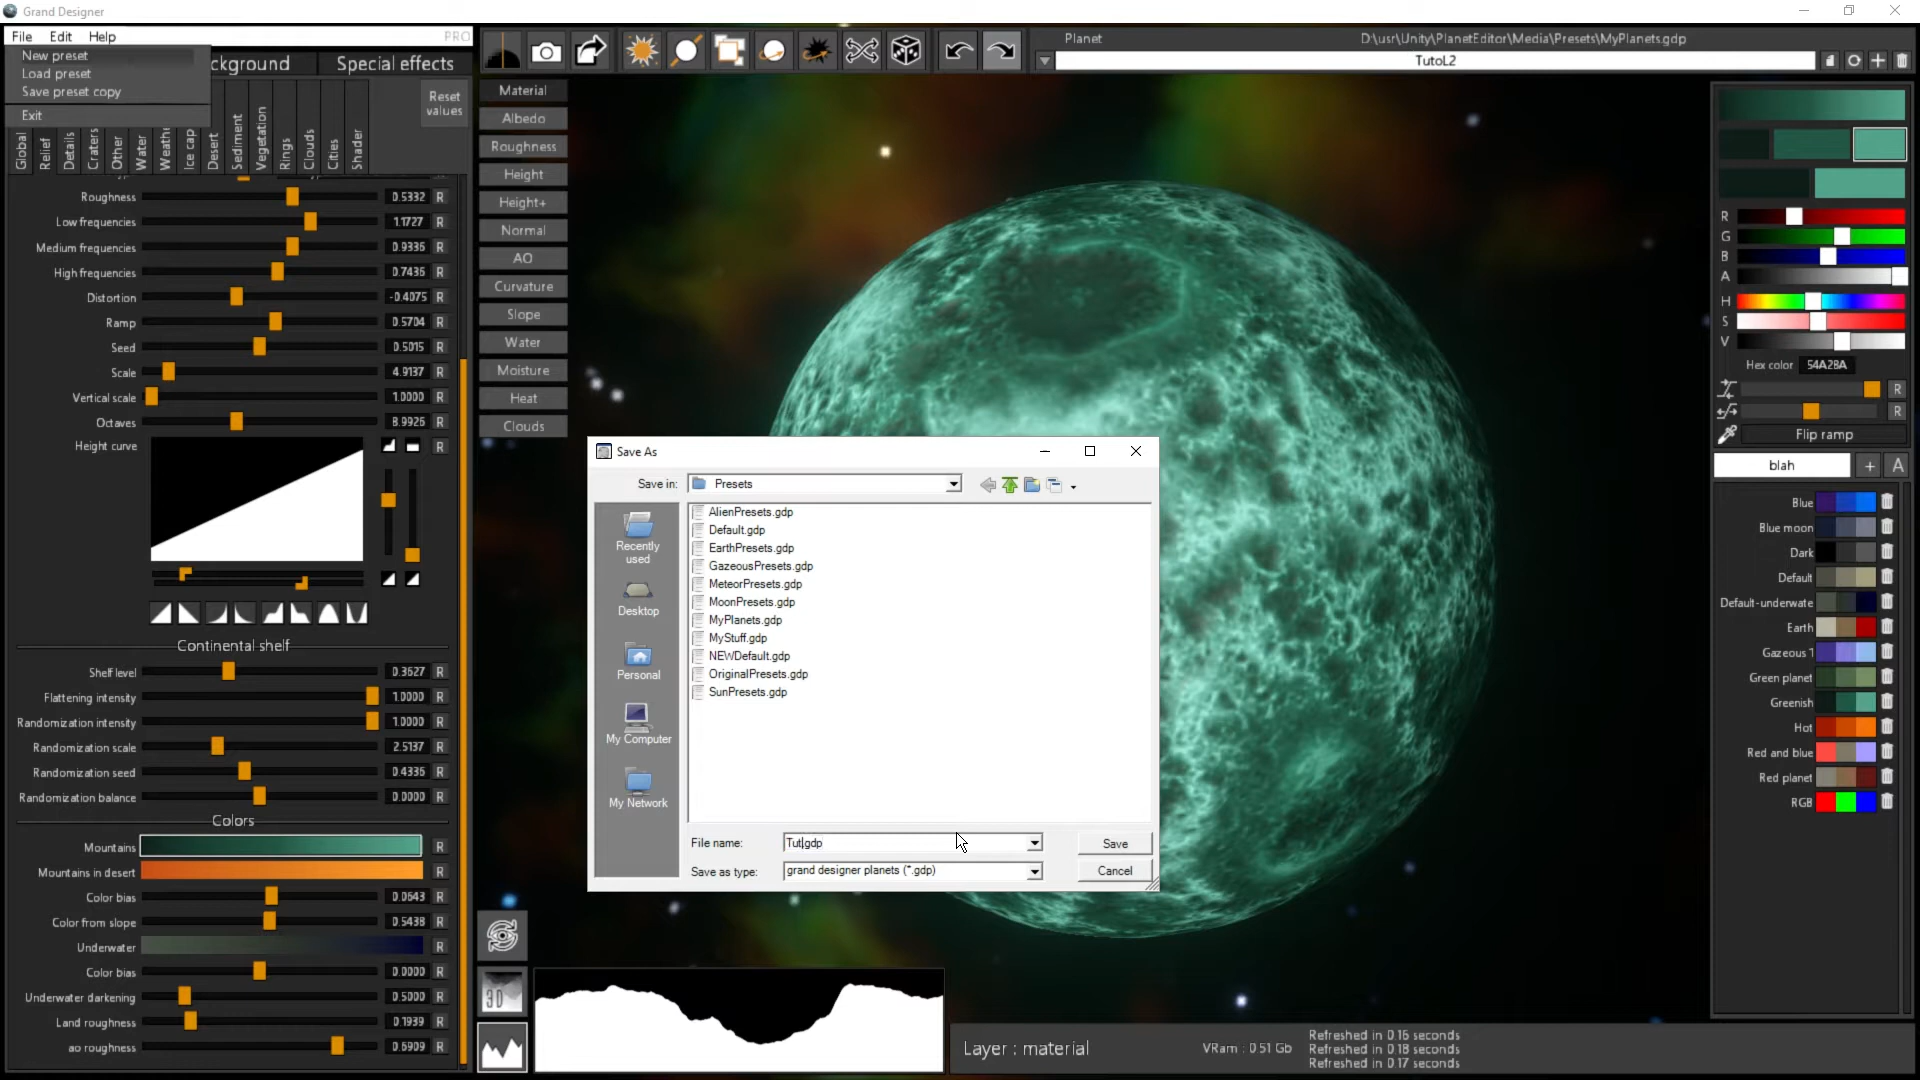 Grand Designer
File Edit Help PRO
New preset
Load preset
Save preset copy
Exit
ckground Special effects
Reset values
Global
Relief
Details
Craters
Other
Water
Weathe
Ice cap
Desert
Sediment
Vegetation
Rings
Clouds
Cities
Shader
Roughness 0.5332 R
Low frequencies 1.1727 R
Medium frequencies 0.9336 R
High frequencies 0.7436 R
Distortion -0.4075 R
Ramp 0.5704 R
Seed 0.5015 R
Scale 4.9137 R
Vertical scale 1.0000 R
Octaves 8.9926 R
Height curve R
Continental shelf
Shelf level 0.3627 R
Flattening intensity 1.0000 R
Randomization intensity 1.0000 R
Randomization scale 2.5137 R
Randomization seed 0.4336 R
Randomization balance 0.0000 R
Colors
Mountains R
Mountains in desert R
Color bias 0.0643 R
Color from slope 0.5438 R
Underwater R
Color bias 0.0000 R
Underwater darkening 0.5000 R
Land roughness 0.1939 R
ao roughness 0.6909 R
Material
Albedo
Roughness
Height
Height+
Normal
AO
Curvature
Slope
Water
Moisture
Heat
Clouds
3D
Planet D:\usr\Unity\PlanetEditor\Media\Presets\MyPlanets.gdp
TutoL2
Save As
Save in: Presets
Recently used
Desktop
Personal
My Computer
My Network
AlienPresets.gdp
Default.gdp
EarthPresets.gdp
GazeousPresets.gdp
MeteorPresets.gdp
MoonPresets.gdp
MyPlanets.gdp
MyStuff.gdp
NEWDefault.gdp
OriginalPresets.gdp
SunPresets.gdp
File name: Tut.gdp Save
Save as type: grand designer planets (*.gdp) Cancel
R
G
B
A
H
S
V
Hex color 54A28A
R
R
Flip ramp
blah + A
Blue
Blue moon
Dark
Default
Default-underwate
Earth
Gazeous 1
Green planet
Greenish
Hot
Red and blue
Red planet
RGB
Layer : material VRam : 0.51 Gb
Refreshed in 0.16 seconds
Refreshed in 0.18 seconds
Refreshed in 0.17 seconds